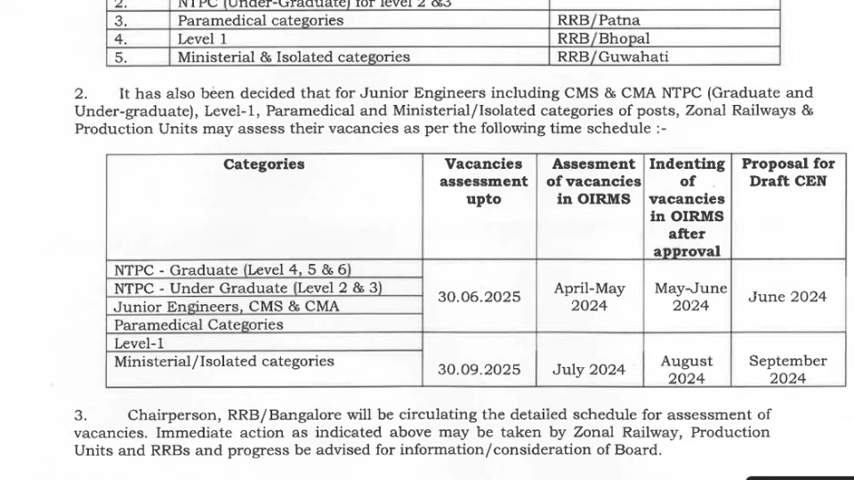 2. NTPC (Under-Graduate) for level 2 &3
3. Paramedical categories RRB/Patna
4. Level 1 RRB/Bhopal
5. Ministerial & Isolated categories RRB/Guwahati
2. It has also been decided that for Junior Engineers including CMS & CMA NTPC (Graduate and
Under-graduate), Level-1, Paramedical and Ministerial/Isolated categories of posts, Zonal Railways &
Production Units may assess their vacancies as per the following time schedule :-
Categories Vacancies Assesment Indenting Proposal for
assessment of vacancies of Draft CEN
upto in OIRMS vacancies
in OIRMS
after
approval
NTPC - Graduate (Level 4, 5 & 6)
NTPC - Under Graduate (Level 2 & 3)
Junior Engineers, CMS & CMA
Paramedical Categories
30.06.2025 April-May May-June June 2024
2024 2024
Level-1
Ministerial/Isolated categories
30.09.2025 July 2024 August September
2024 2024
3. Chairperson, RRB/Bangalore will be circulating the detailed schedule for assessment of
vacancies. Immediate action as indicated above may be taken by Zonal Railway, Production
Units and RRBs and progress be advised for information/consideration of Board.